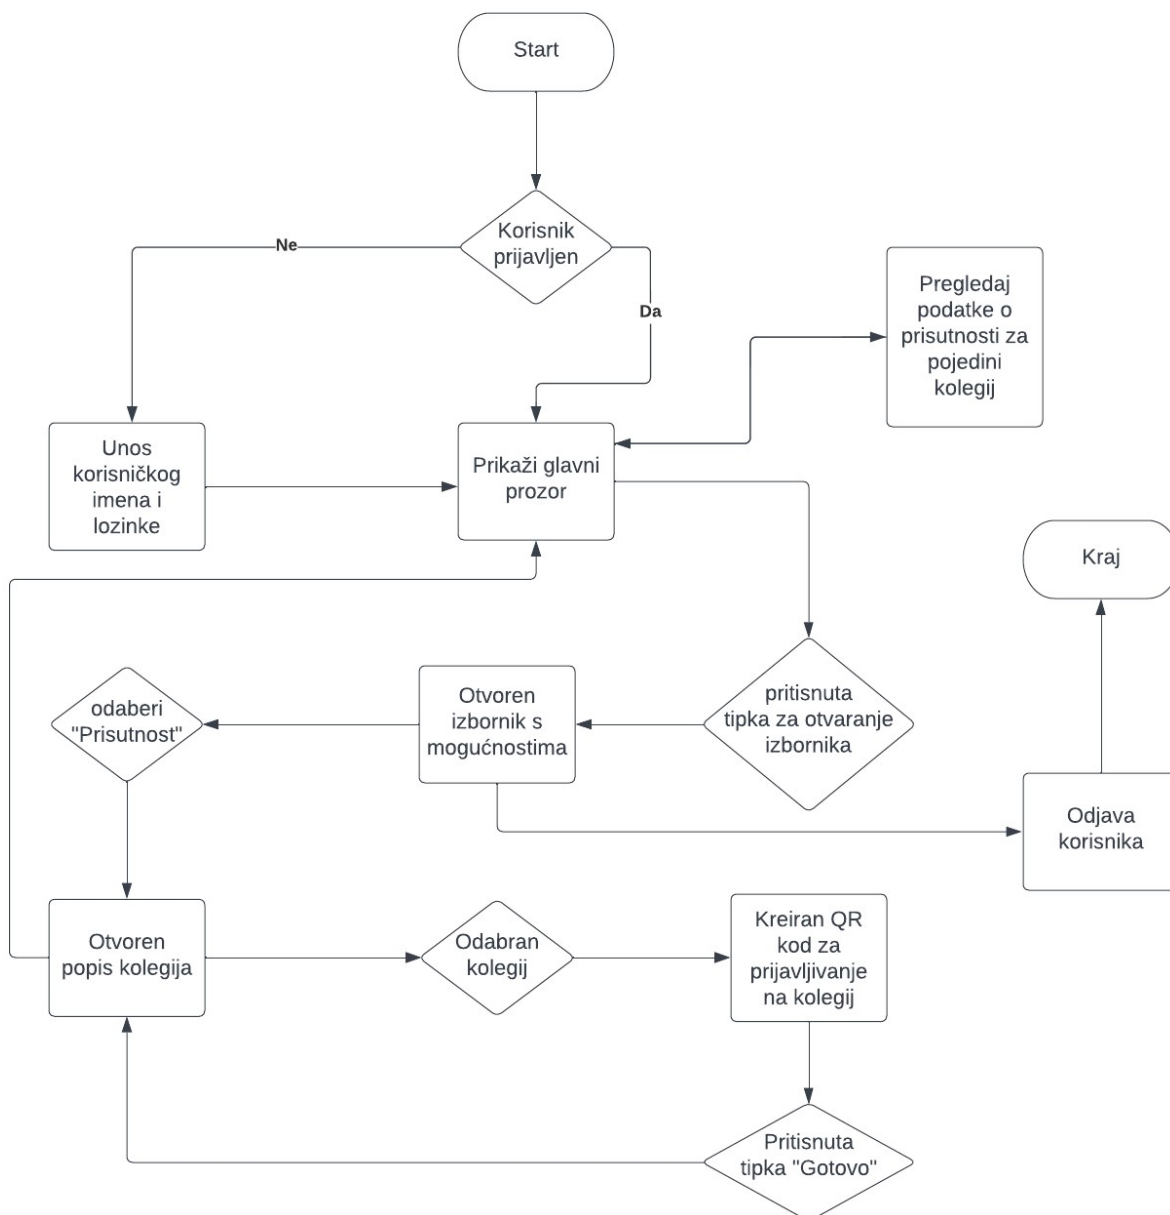 Start
Korisnik
prijavljen
Ne
Da
Pregledaj
podatke o
prisutnosti za
pojedini
kolegij
Unos
korisničkog
imena i
lozinke
Prikaži glavni
prozor
Kraj
odaberi
"Prisutnost"
Otvoren
izbornik s
mogućnostima
pritisnuta
tipka za otvaranje
izbornika
Odjava
korisnika
Otvoren
popis kolegija
Odabran
kolegij
Kreiran QR
kod za
prijavljivanje
na kolegij
Pritisnuta
tipka "Gotovo"